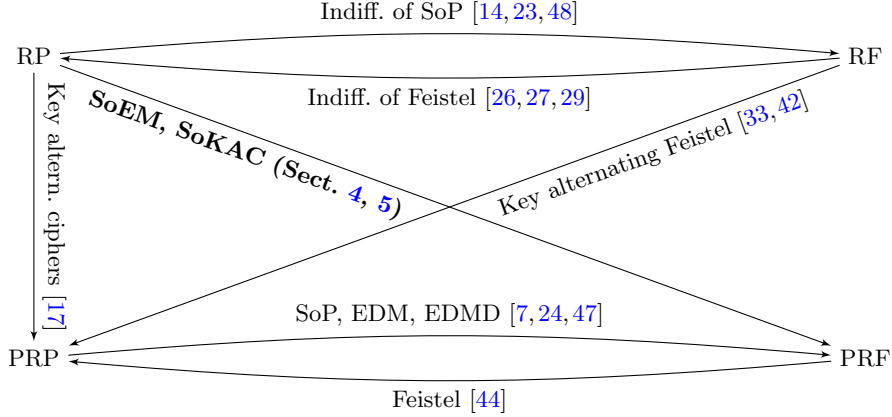 Indiff. of SoP [14, 23, 48]
RP
RF
Indiff. of Feistel [26, 27, 29]
Key altern. ciphers [17]
SoEM, SoKAC (Sect. 4, 5)
Key alternating Feistel [33, 42]
SoP, EDM, EDMD [7, 24, 47]
PRP
PRF
Feistel [44]